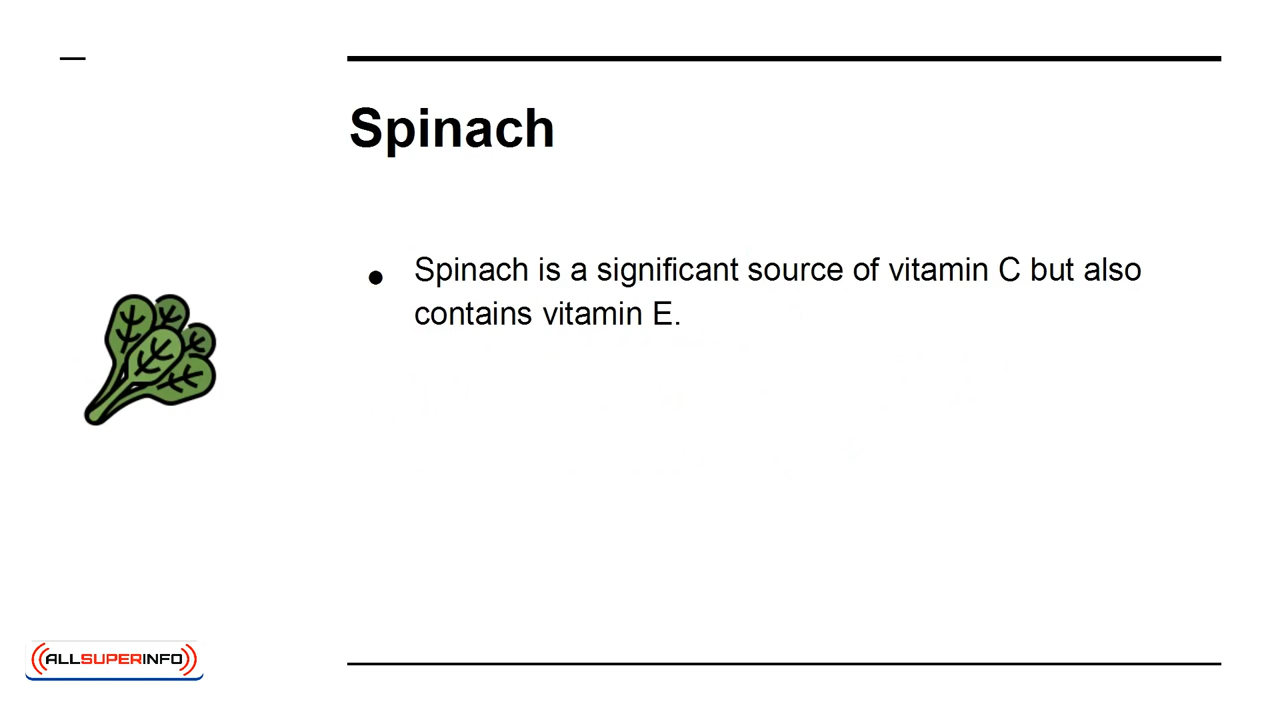 Spinach
● Spinach is a significant source of vitamin C but also
contains vitamin E.
ALLSUPERINFO